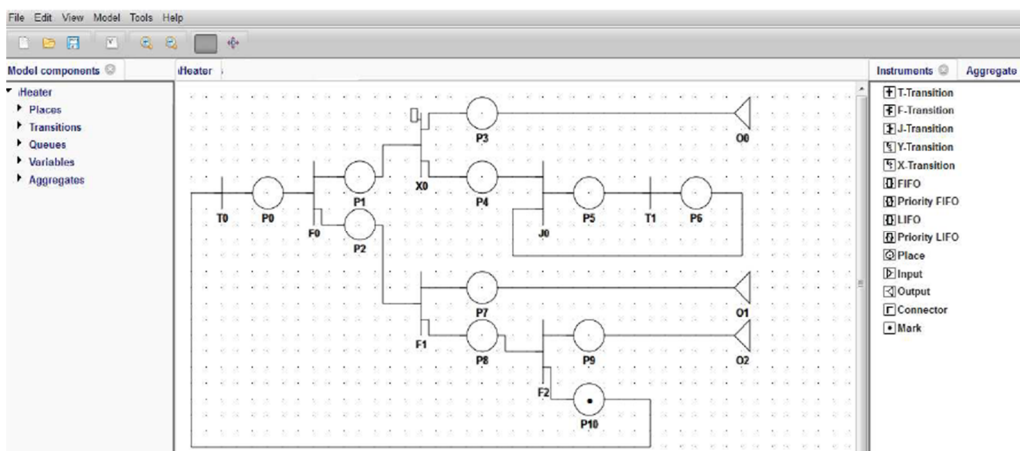 File Edit View Model Tools Help
Model components
Heater
Places
Transitions
Queues
Variables
Aggregates
Heater
P3
O0
P1
X0
P4
T0
P0
F0
P2
J0
P5
T1
P6
P7
O1
F1
P8
P9
O2
F2
P10
Instruments Aggregate
T-Transition
F-Transition
J-Transition
Y-Transition
X-Transition
FIFO
Priority FIFO
LIFO
Priority LIFO
Place
Input
Output
Connector
Mark